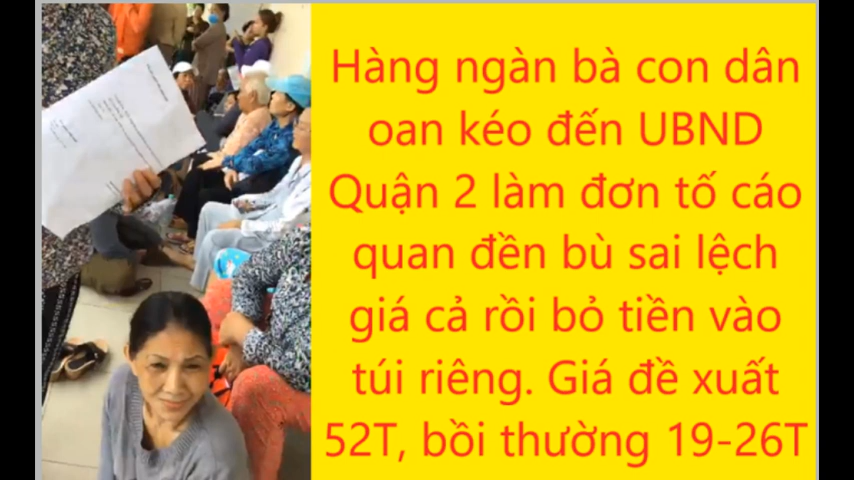 Hàng ngàn bà con dân
oan kéo đến UBND
Quận 2 làm đơn tố cáo
quan đền bù sai lệch
giá cả rồi bỏ tiền vào
túi riêng. Giá đề xuất
52T, bồi thường 19-26T